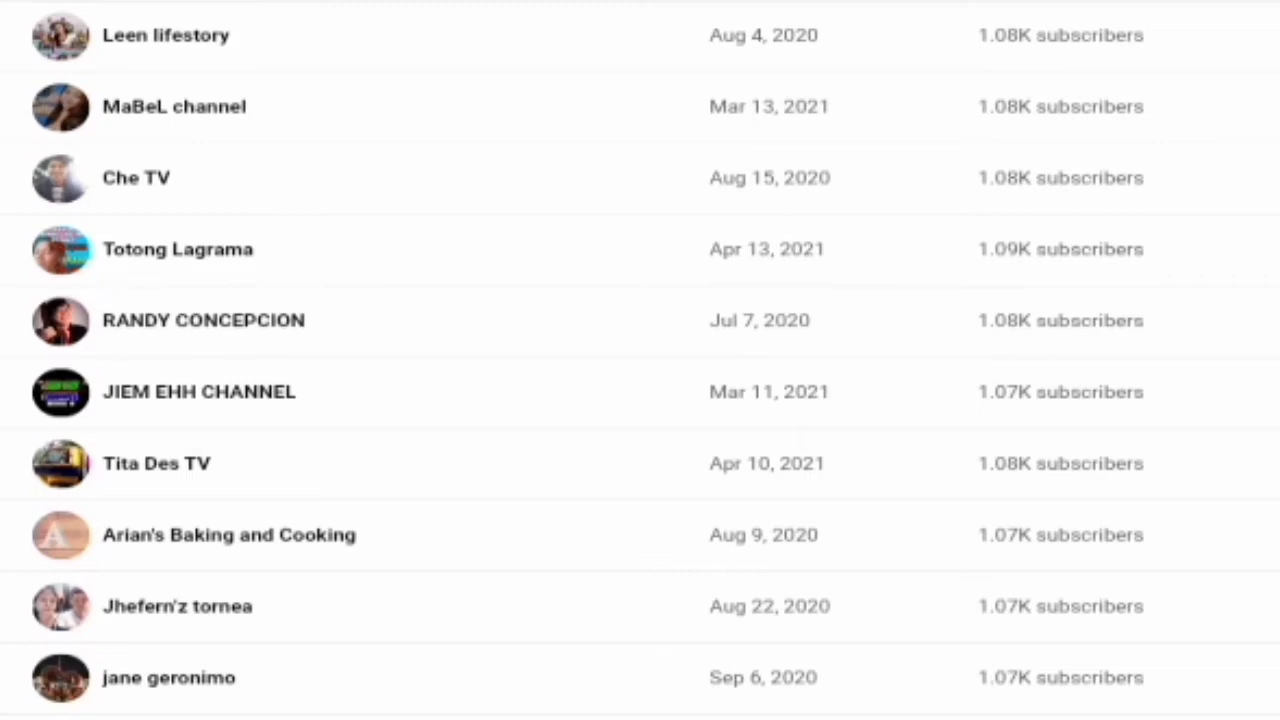 Leen lifestory Aug 4, 2020 1.08K subscribers
MaBeL channel Mar 13, 2021 1.08K subscribers
Che TV Aug 15, 2020 1.08K subscribers
Totong Lagrama Apr 13, 2021 1.09K subscribers
RANDY CONCEPCION Jul 7, 2020 1.08K subscribers
JIEM EHH CHANNEL Mar 11, 2021 1.07K subscribers
Tita Des TV Apr 10, 2021 1.08K subscribers
Arian's Baking and Cooking Aug 9, 2020 1.07K subscribers
Jhefern'z tornea Aug 22, 2020 1.07K subscribers
jane geronimo Sep 6, 2020 1.07K subscribers